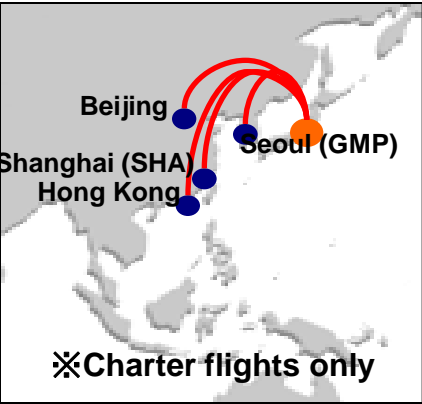 Beijing
Seoul (GMP)
Shanghai (SHA)
Hong Kong
※Charter flights only